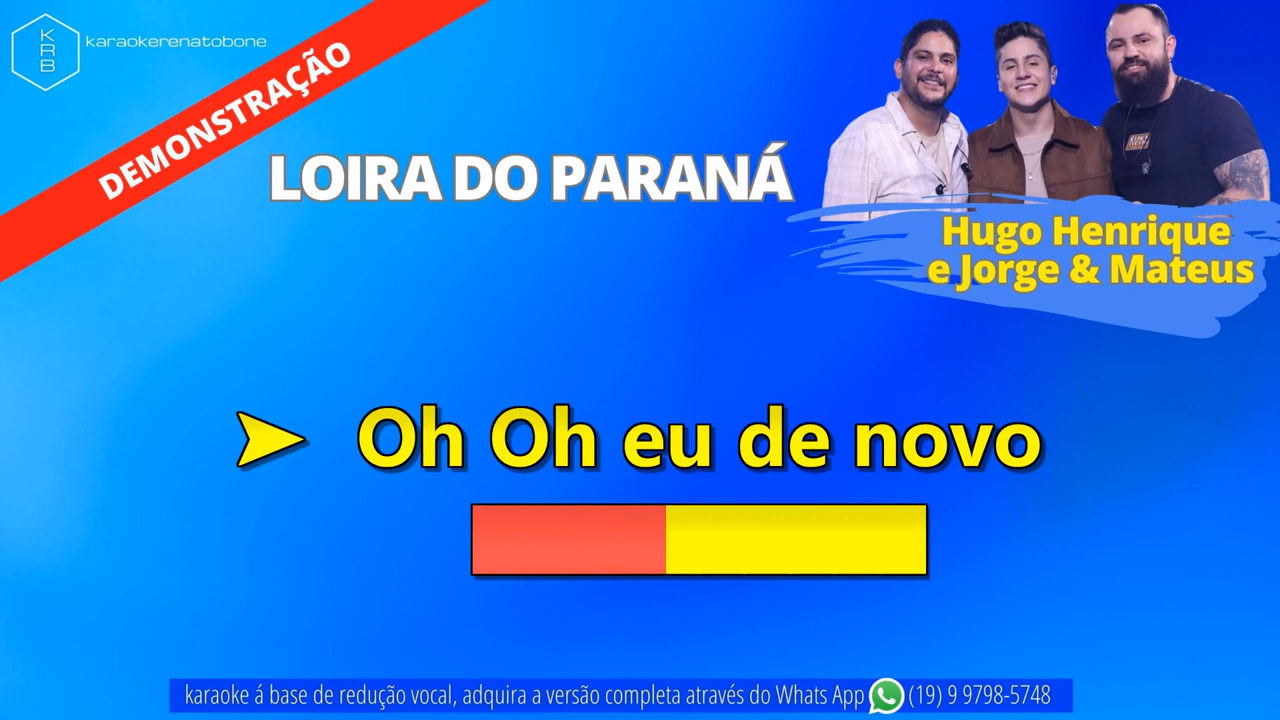 KRB
karaokerenatobone
DEMONSTRAÇÃO
LOIRA DO PARANÁ
Hugo Henrique
e Jorge & Mateus
Oh Oh eu de novo
karaoke á base de redução vocal, adquira a versão completa através do Whats App (19) 9 9798-5748